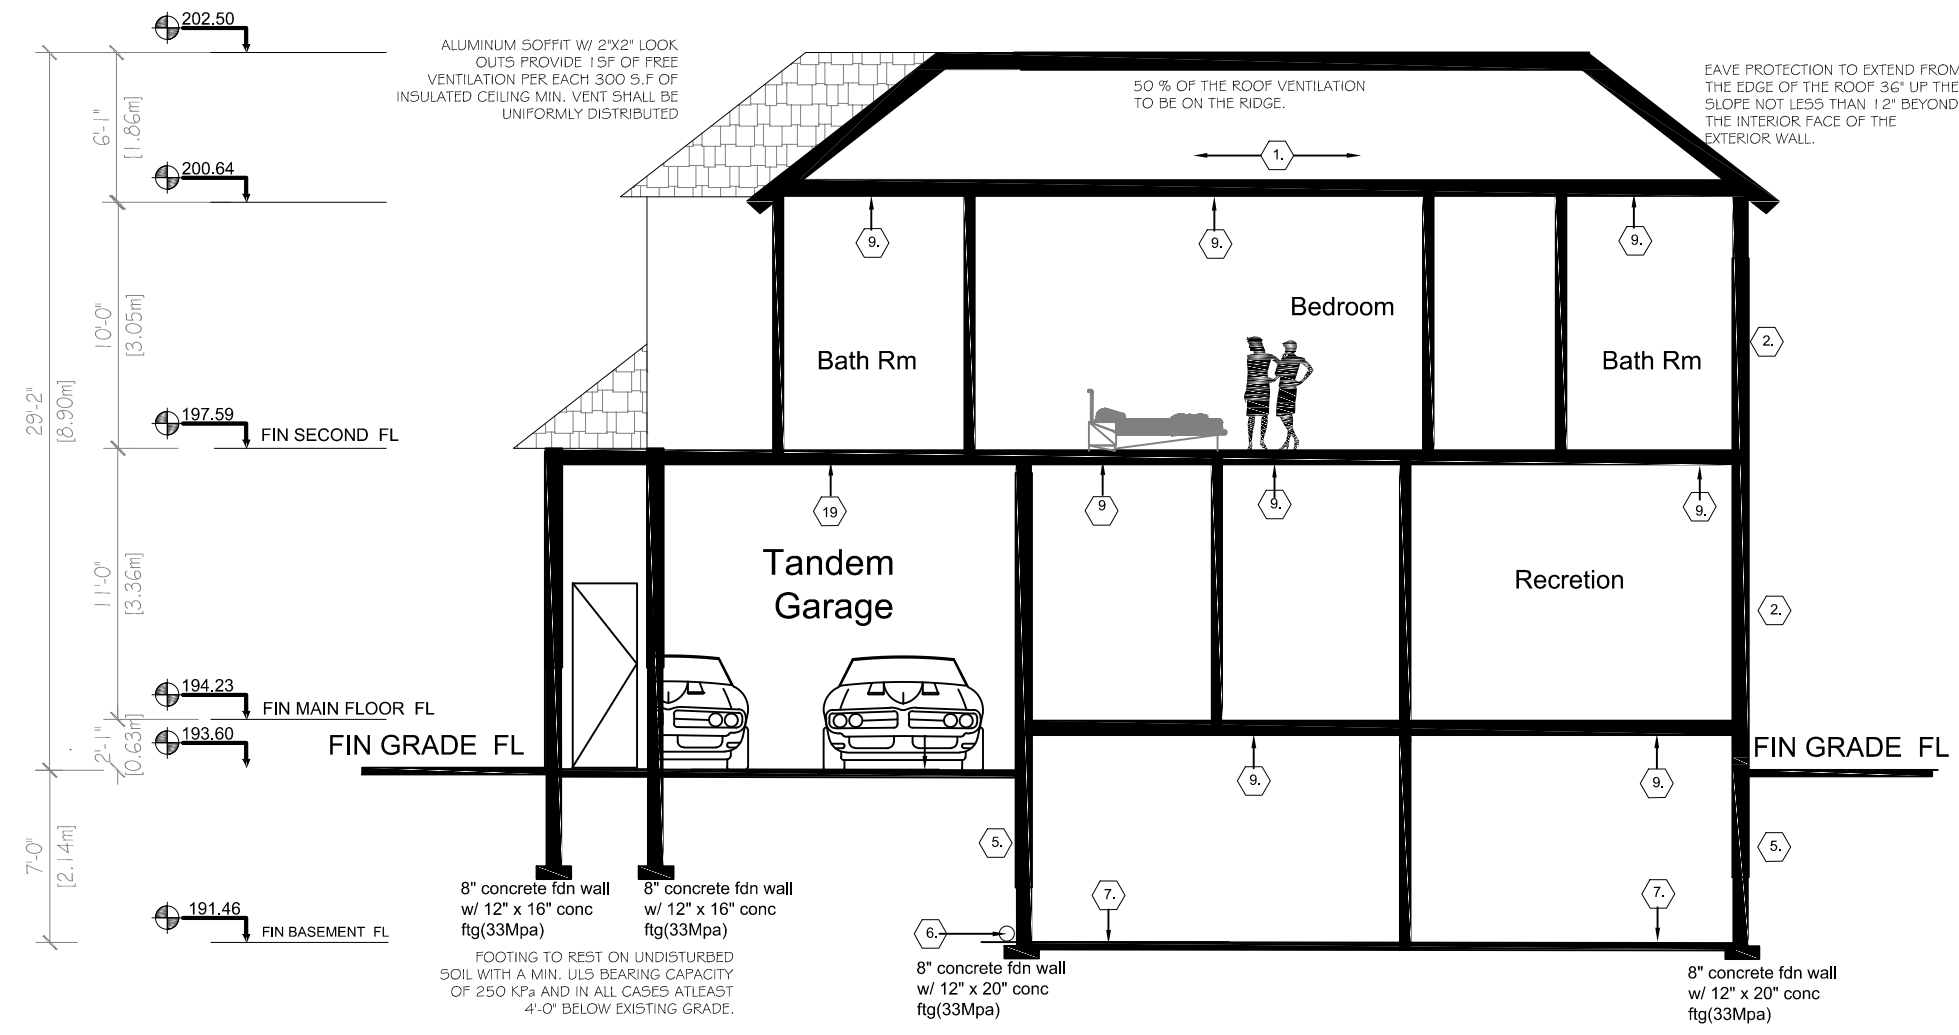 202.50
ALUMINUM SOFFIT W/ 2"X2" LOOK
OUTS PROVIDE 1SF OF FREE
VENTILATION PER EACH 300 S.F OF
INSULATED CEILING MIN. VENT SHALL BE
UNIFORMLY DISTRIBUTED
50 % OF THE ROOF VENTILATION
TO BE ON THE RIDGE.
EAVE PROTECTION TO EXTEND FROM
THE EDGE OF THE ROOF 36" UP THE
SLOPE NOT LESS THAN 12" BEYOND
THE INTERIOR FACE OF THE
EXTERIOR WALL.
6'-1"
[1.86m]
1.
200.64
9.
9.
9.
10'-0"
[3.05m]
Bedroom
Bath Rm
Bath Rm
2.
29'-2"
[8.90m]
197.59
FIN SECOND FL
19
9
9.
9.
Tandem
Garage
Recretion
2.
11'-0"
[3.36m]
194.23
FIN MAIN FLOOR FL
193.60
2'-1"
[0.63m]
FIN GRADE FL
FIN GRADE FL
9.
9.
7'-0"
[2.14m]
5.
5.
8" concrete fdn wall
w/ 12" x 16" conc
ftg(33Mpa)
8" concrete fdn wall
w/ 12" x 16" conc
ftg(33Mpa)
7.
7.
191.46
FIN BASEMENT FL
6.
FOOTING TO REST ON UNDISTURBED
SOIL WITH A MIN. ULS BEARING CAPACITY
OF 250 KPa AND IN ALL CASES ATLEAST
4'-0" BELOW EXISTING GRADE.
8" concrete fdn wall
w/ 12" x 20" conc
ftg(33Mpa)
8" concrete fdn wall
w/ 12" x 20" conc
ftg(33Mpa)